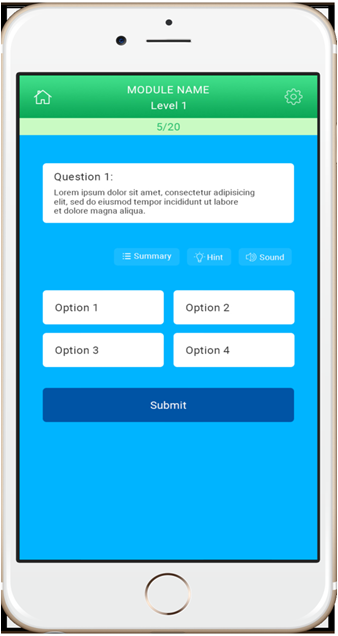 MODULE NAME
Level 1
5/20
Question 1:
Lorem ipsum dolor sit amet, consectetur adipisicing
elit, sed do eiusmod tempor incididunt ut labore
et dolore magna aliqua.
Summary Hint Sound
Option 1 Option 2
Option 3 Option 4
Submit